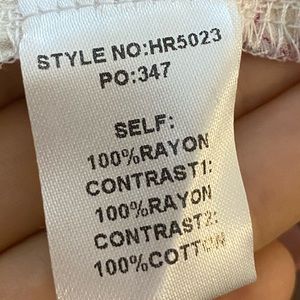 STYLE NO:HR5023
PO:347
SELF:
100%RAYON
CONTRAST1:
100%RAYON
CONTRAST2:
100%COTTON